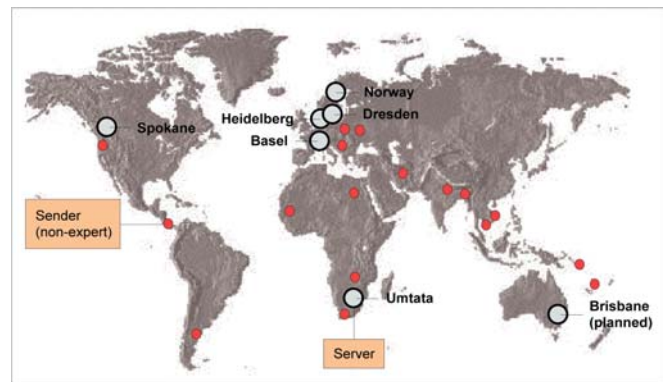 Norway
Heidelberg
Dresden
Spokane
Basel
Sender
(non-expert)
Umtata
Brisbane
(planned)
Server